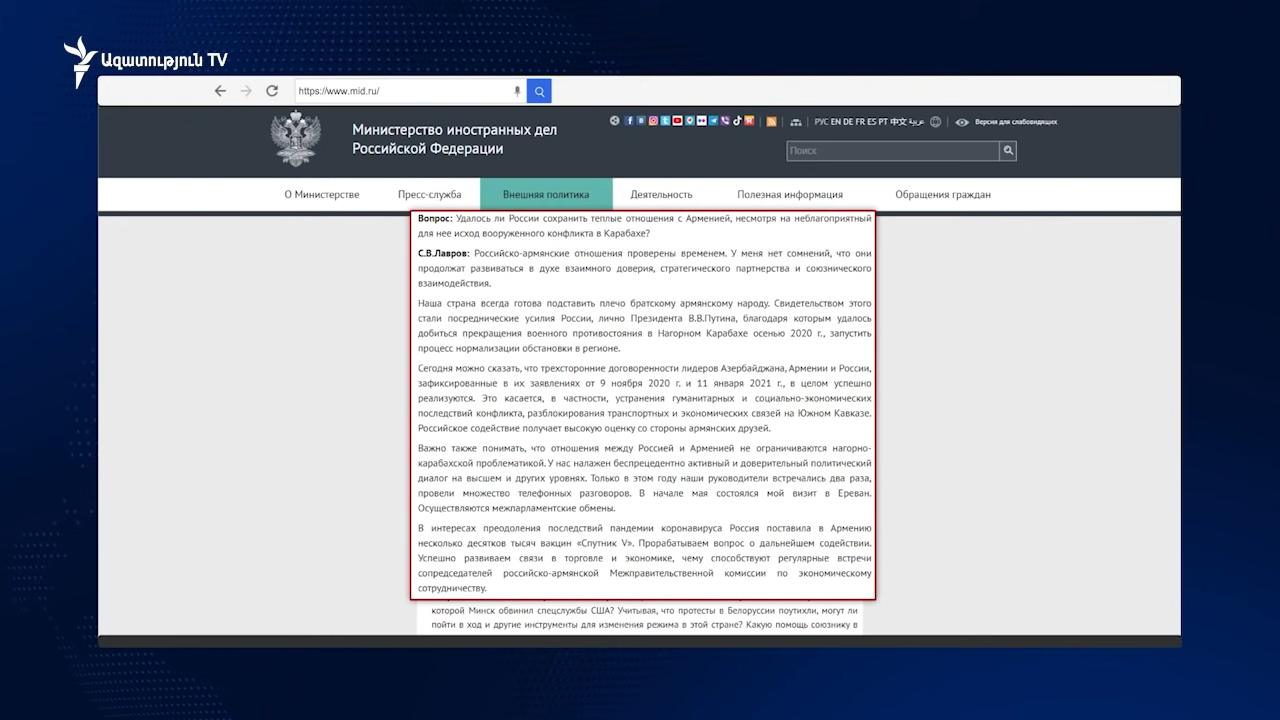 Ազատություն TV
https://www.mid.ru/
Министерство иностранных дел
Российской Федерации
РУС EN DE FR ES PT 中文 عربية
Версия для слабовидящих
Поиск
О Министерстве Пресс-служба Внешняя политика Деятельность Полезная информация Обращения граждан
Вопрос: Удалось ли России сохранить теплые отношения с Арменией, несмотря на неблагоприятный
для нее исход вооруженного конфликта в Карабахе?
С.В.Лавров: Российско-армянские отношения проверены временем. У меня нет сомнений, что они
продолжат развиваться в духе взаимного доверия, стратегического партнерства и союзнического
взаимодействия.
Наша страна всегда готова подставить плечо братскому армянскому народу. Свидетельством этого
стали посреднические усилия России, лично Президента В.В.Путина, благодаря которым удалось
добиться прекращения военного противостояния в Нагорном Карабахе осенью 2020 г., запустить
процесс нормализации обстановки в регионе.
Сегодня можно сказать, что трехсторонние договоренности лидеров Азербайджана, Армении и России,
зафиксированные в их заявлениях от 9 ноября 2020 г. и 11 января 2021 г., в целом успешно
реализуются. Это касается, в частности, устранения гуманитарных и социально-экономических
последствий конфликта, разблокирования транспортных и экономических связей на Южном Кавказе.
Российское содействие получает высокую оценку со стороны армянских друзей.
Важно также понимать, что отношения между Россией и Арменией не ограничиваются нагорно-
карабахской проблематикой. У нас налажен беспрецедентно активный и доверительный политический
диалог на высшем и других уровнях. Только в этом году наши руководители встречались два раза,
провели множество телефонных разговоров. В начале мая состоялся мой визит в Ереван.
Осуществляются межпарламентские обмены.
В интересах преодоления последствий пандемии коронавируса Россия поставила в Армению
несколько десятков тысяч вакцин «Спутник V». Прорабатываем вопрос о дальнейшем содействии.
Успешно развиваем связи в торговле и экономике, чему способствуют регулярные встречи
сопредседателей российско-армянской Межправительственной комиссии по экономическому
сотрудничеству.
которой Минск обвинил спецслужбы США? Учитывая, что протесты в Белоруссии поутихли, могут ли
пойти в ход и другие инструменты для изменения режима в этой стране? Какую помощь союзнику в